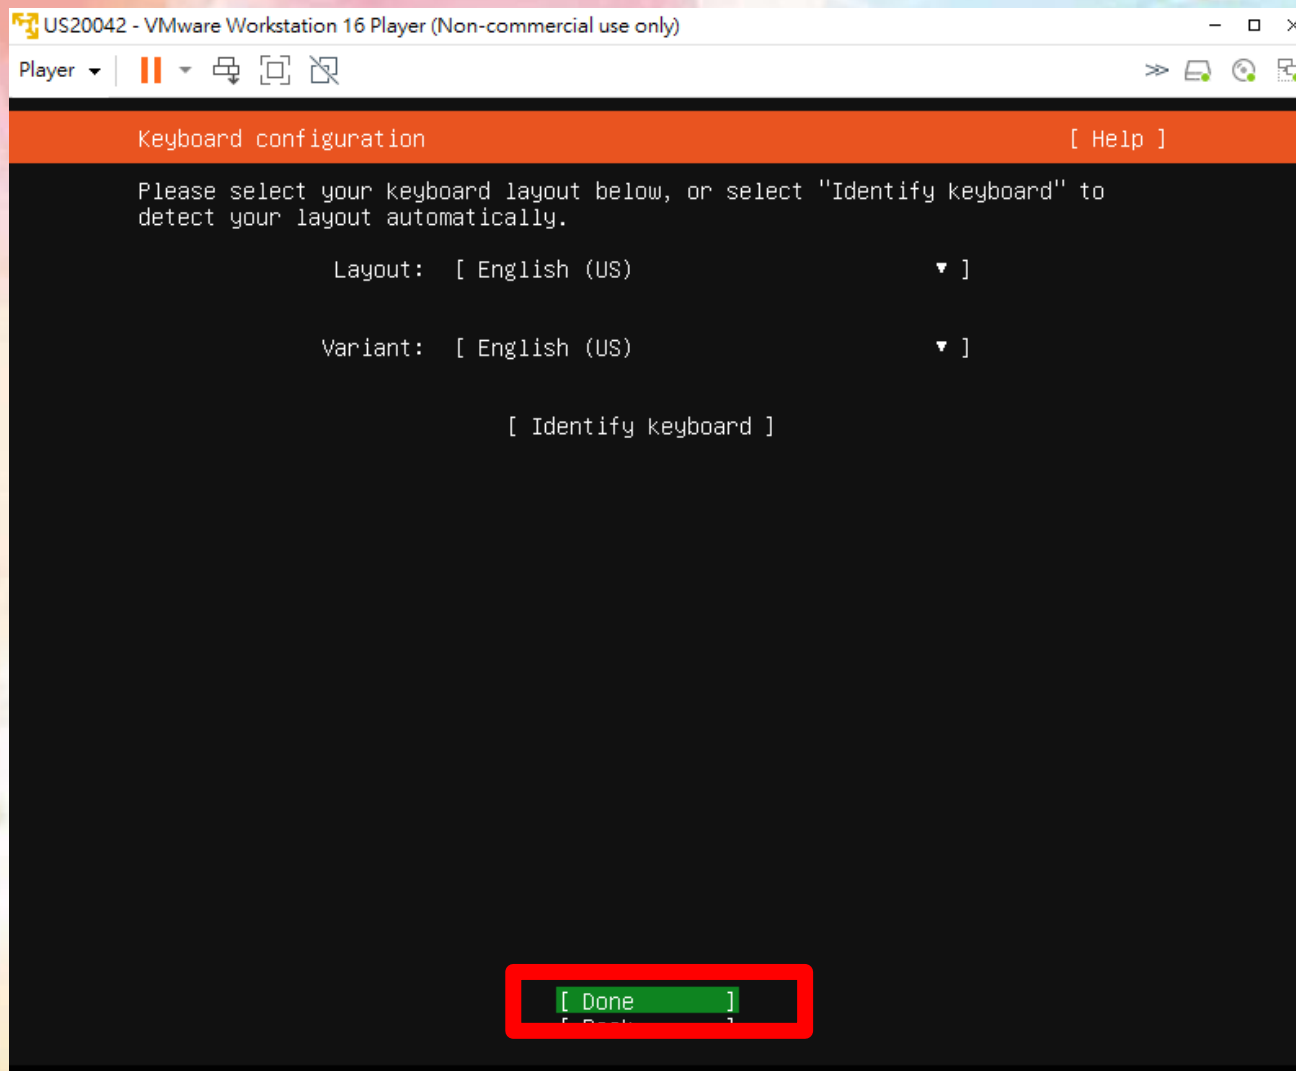 US20042 - VMware Workstation 16 Player (Non-commercial use only)
Player
Keyboard configuration [ Help ]
Please select your keyboard layout below, or select "Identify keyboard" to
detect your layout automatically.
Layout: [ English (US) ▼ ]
Variant: [ English (US) ▼ ]
[ Identify keyboard ]
[ Done ]